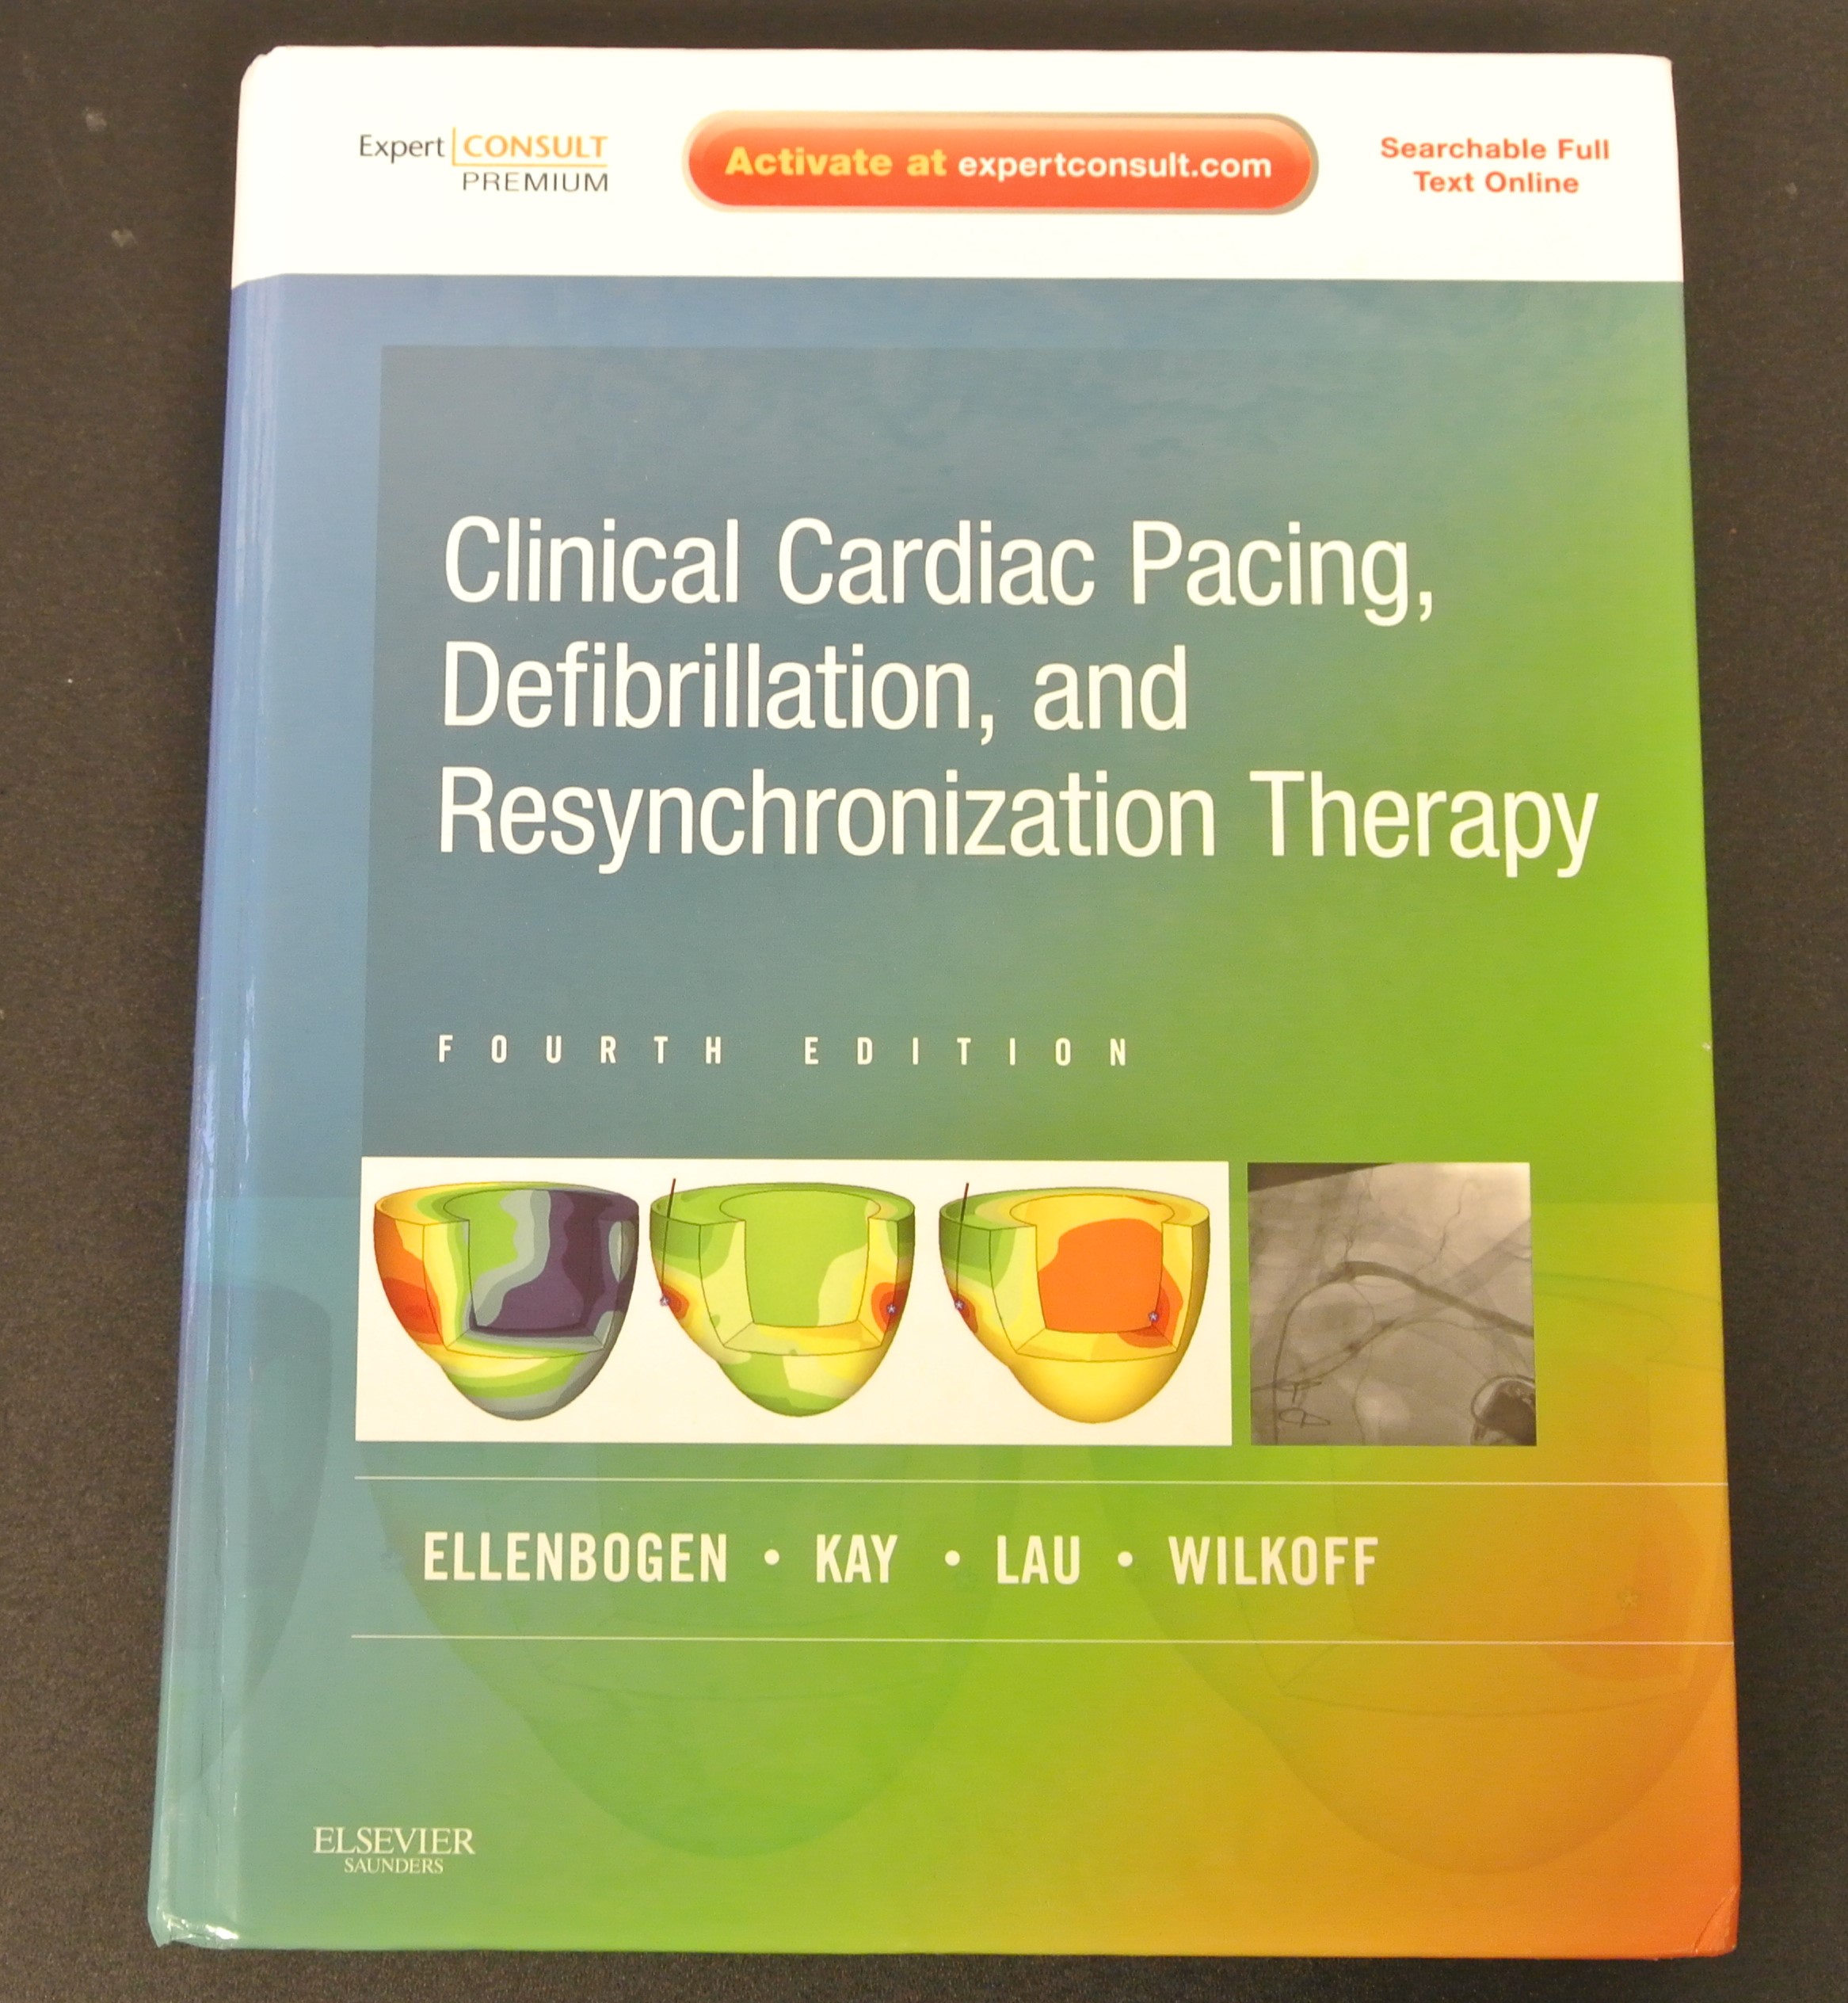 Expert CONSULT
PREMIUM
Activate at expertconsult.com
Searchable Full
Text Online
Clinical Cardiac Pacing,
Defibrillation, and
Resynchronization Therapy
FOURTH EDITION
ELLENBOGEN • KAY • LAU • WILKOFF
ELSEVIER
SAUNDERS